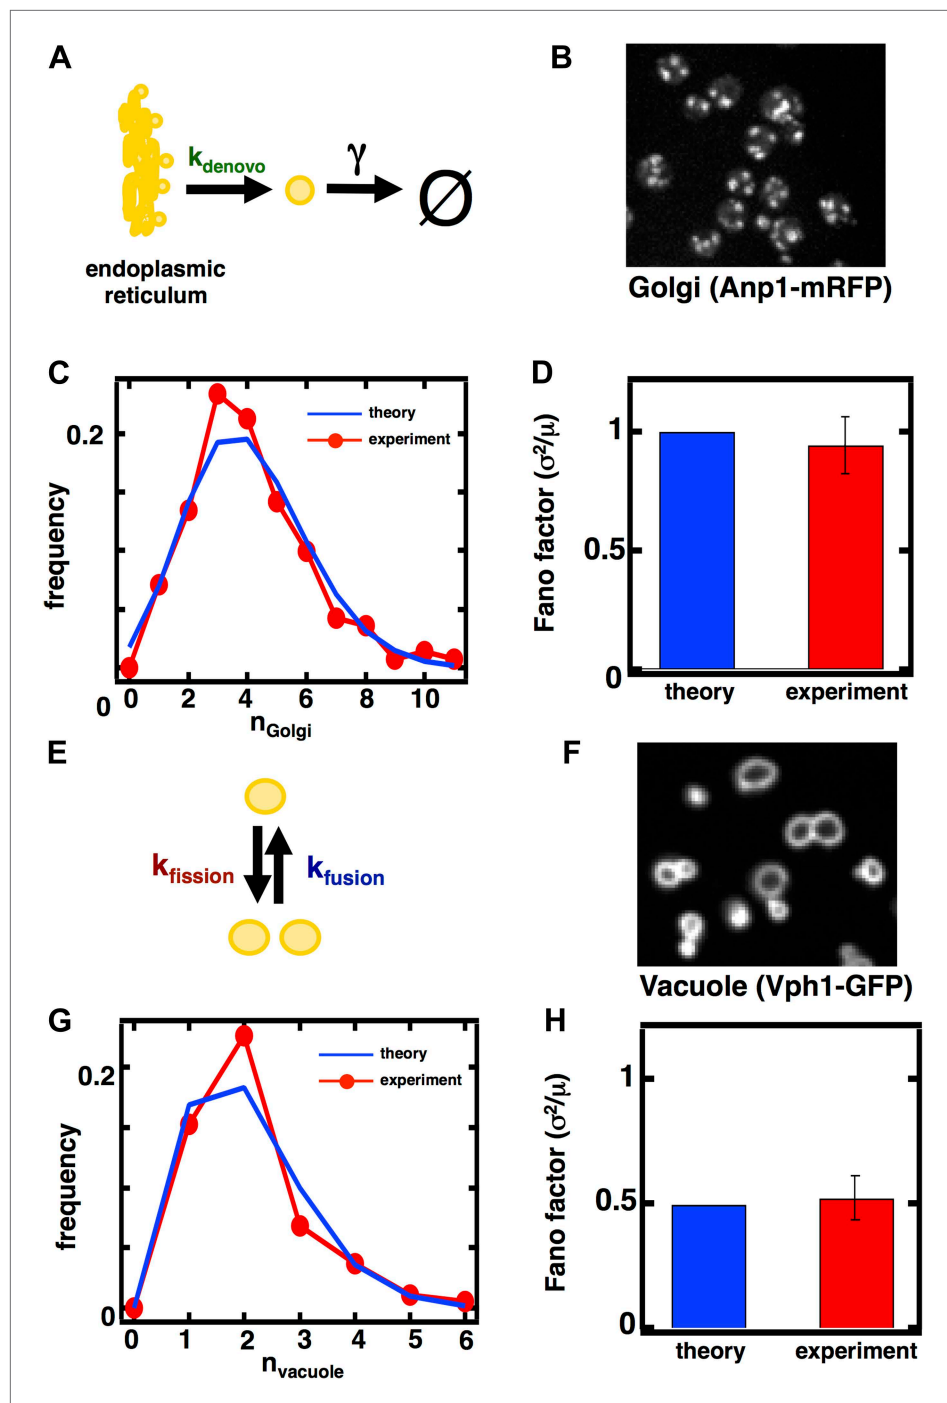 A
k_denovo
γ
Ø
endoplasmic
reticulum
B
Golgi (Anp1-mRFP)
C
0 2 4 6 8 10
0.2
0
frequency
theory
experiment
n_Golgi
D
1
0.5
0
Fano factor (σ²/μ)
theory experiment
E
k_fission k_fusion
F
Vacuole (Vph1-GFP)
G
0.2
0
frequency
theory
experiment
0 1 2 3 4 5 6
n_vacuole
H
1
0.5
0
Fano factor (σ²/μ)
theory experiment